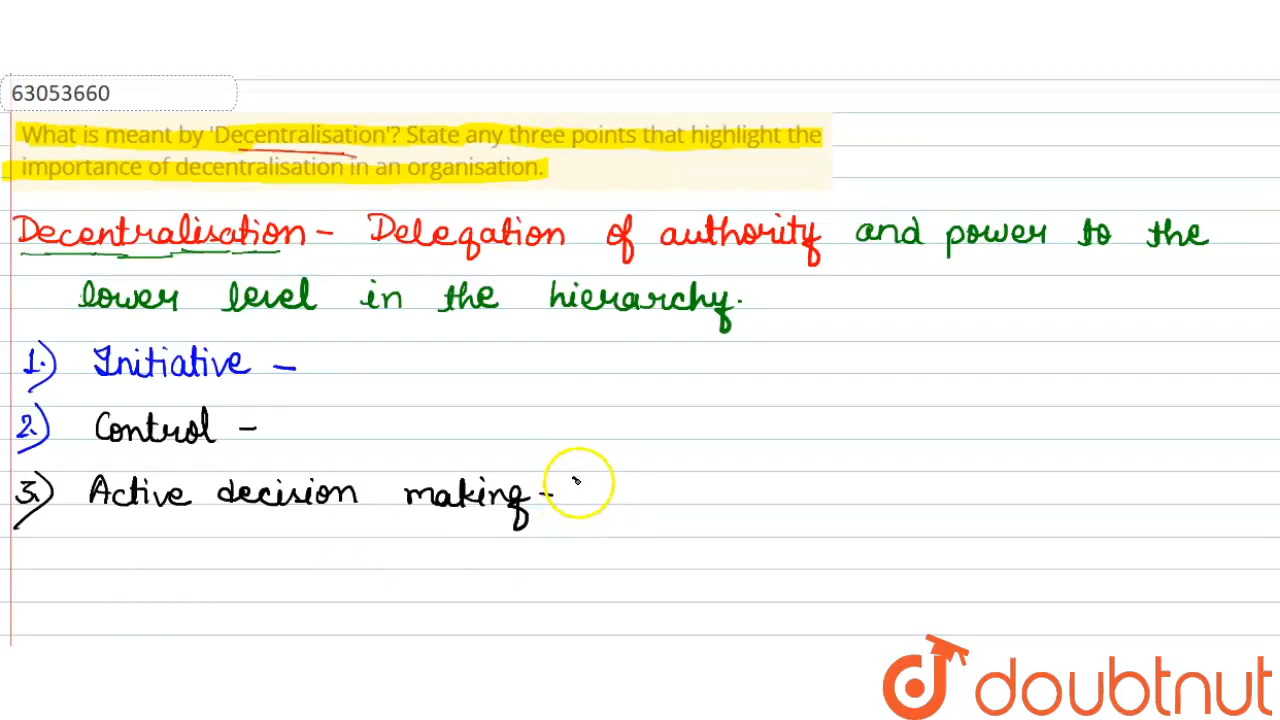 63053660
What is meant by 'Decentralisation'? State any three points that highlight the
importance of decentralisation in an organisation.
Decentralisation - Delegation of authority and power to the
lower level in the hierarchy.
1.) Initiative -
2.) Control -
3.) Active decision making -
doubtnut